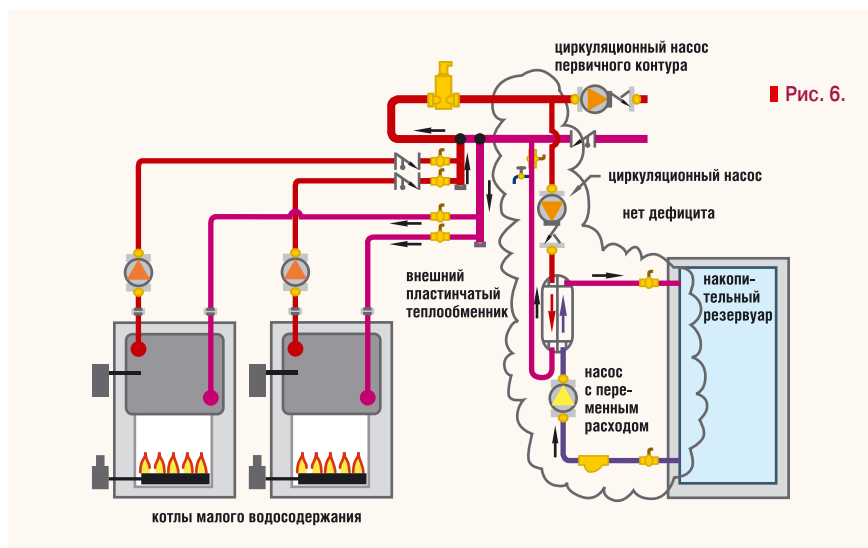 циркуляционный насос
первичного контура
Рис. 6.
циркуляционный насос
нет дефицита
внешний
пластинчатый
теплообменник
накопи-
тельный
резервуар
насос
с пере-
менным
расходом
котлы малого водосодержания